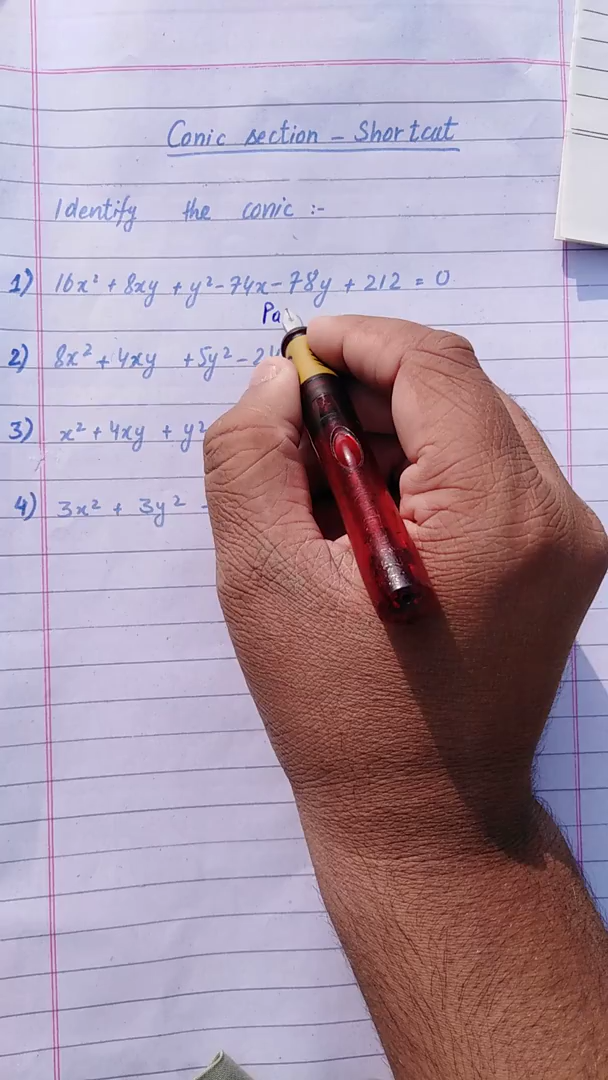 Conic section - Shortcut
Identify the conic :-
1) 16x² + 8xy + y² - 74x - 78y + 212 = 0
Pa
2) 8x² + 4xy + 5y² - 24
3) x² + 4xy + y²
4) 3x² + 3y² -